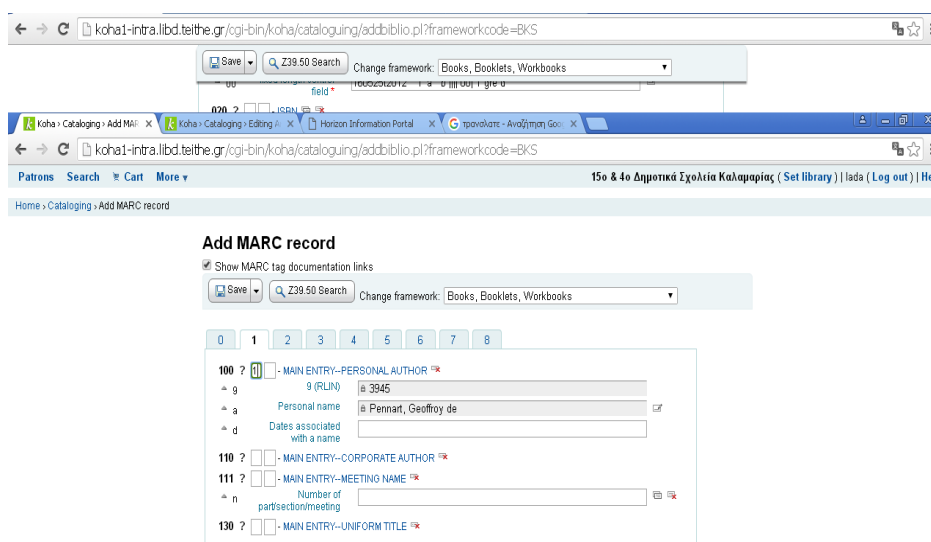 koha1-intra.libd.teithe.gr/cgi-bin/koha/cataloguing/addbiblio.pl?frameworkcode=BKS
Save Z39.50 Search Change framework: Books, Booklets, Workbooks
field *
020 ? - ISBN
Koha › Cataloging › Add MAR Koha › Cataloging › Editing A Horizon Information Portal τρανσλατε - Αναζήτηση Goo
koha1-intra.libd.teithe.gr/cgi-bin/koha/cataloguing/addbiblio.pl?frameworkcode=BKS
Patrons Search Cart More 15ο & 4ο Δημοτικά Σχολεία Καλαμαρίας ( Set library ) | lada ( Log out ) | He
Home › Cataloging › Add MARC record
Add MARC record
Show MARC tag documentation links
Save Z39.50 Search Change framework: Books, Booklets, Workbooks
0 1 2 3 4 5 6 7 8
100 ? 1 - MAIN ENTRY--PERSONAL AUTHOR
9 9 (RLIN) 3945
a Personal name Pennart, Geoffroy de
d Dates associated
with a name
110 ? - MAIN ENTRY--CORPORATE AUTHOR
111 ? - MAIN ENTRY--MEETING NAME
n Number of
part/section/meeting
130 ? - MAIN ENTRY--UNIFORM TITLE